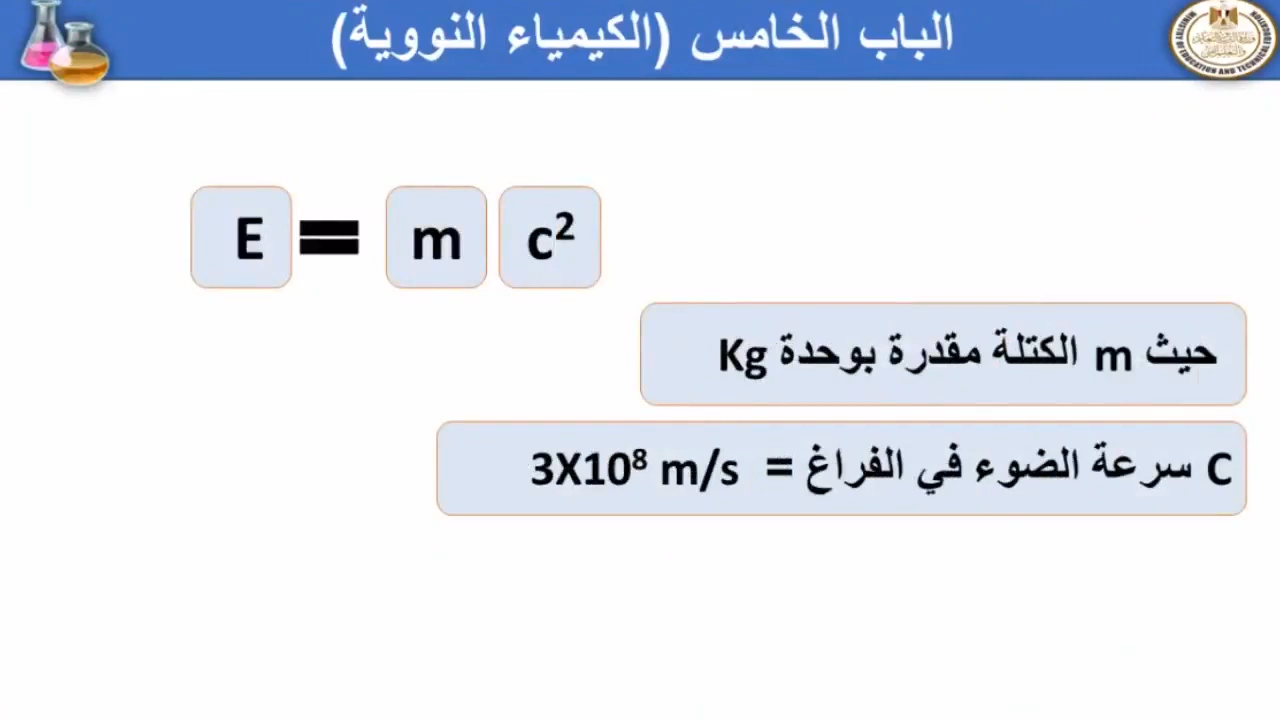 الباب الخامس (الكيمياء النووية)
E = m c²
حيث m الكتلة مقدرة بوحدة Kg
C سرعة الضوء في الفراغ = 3X10⁸ m/s